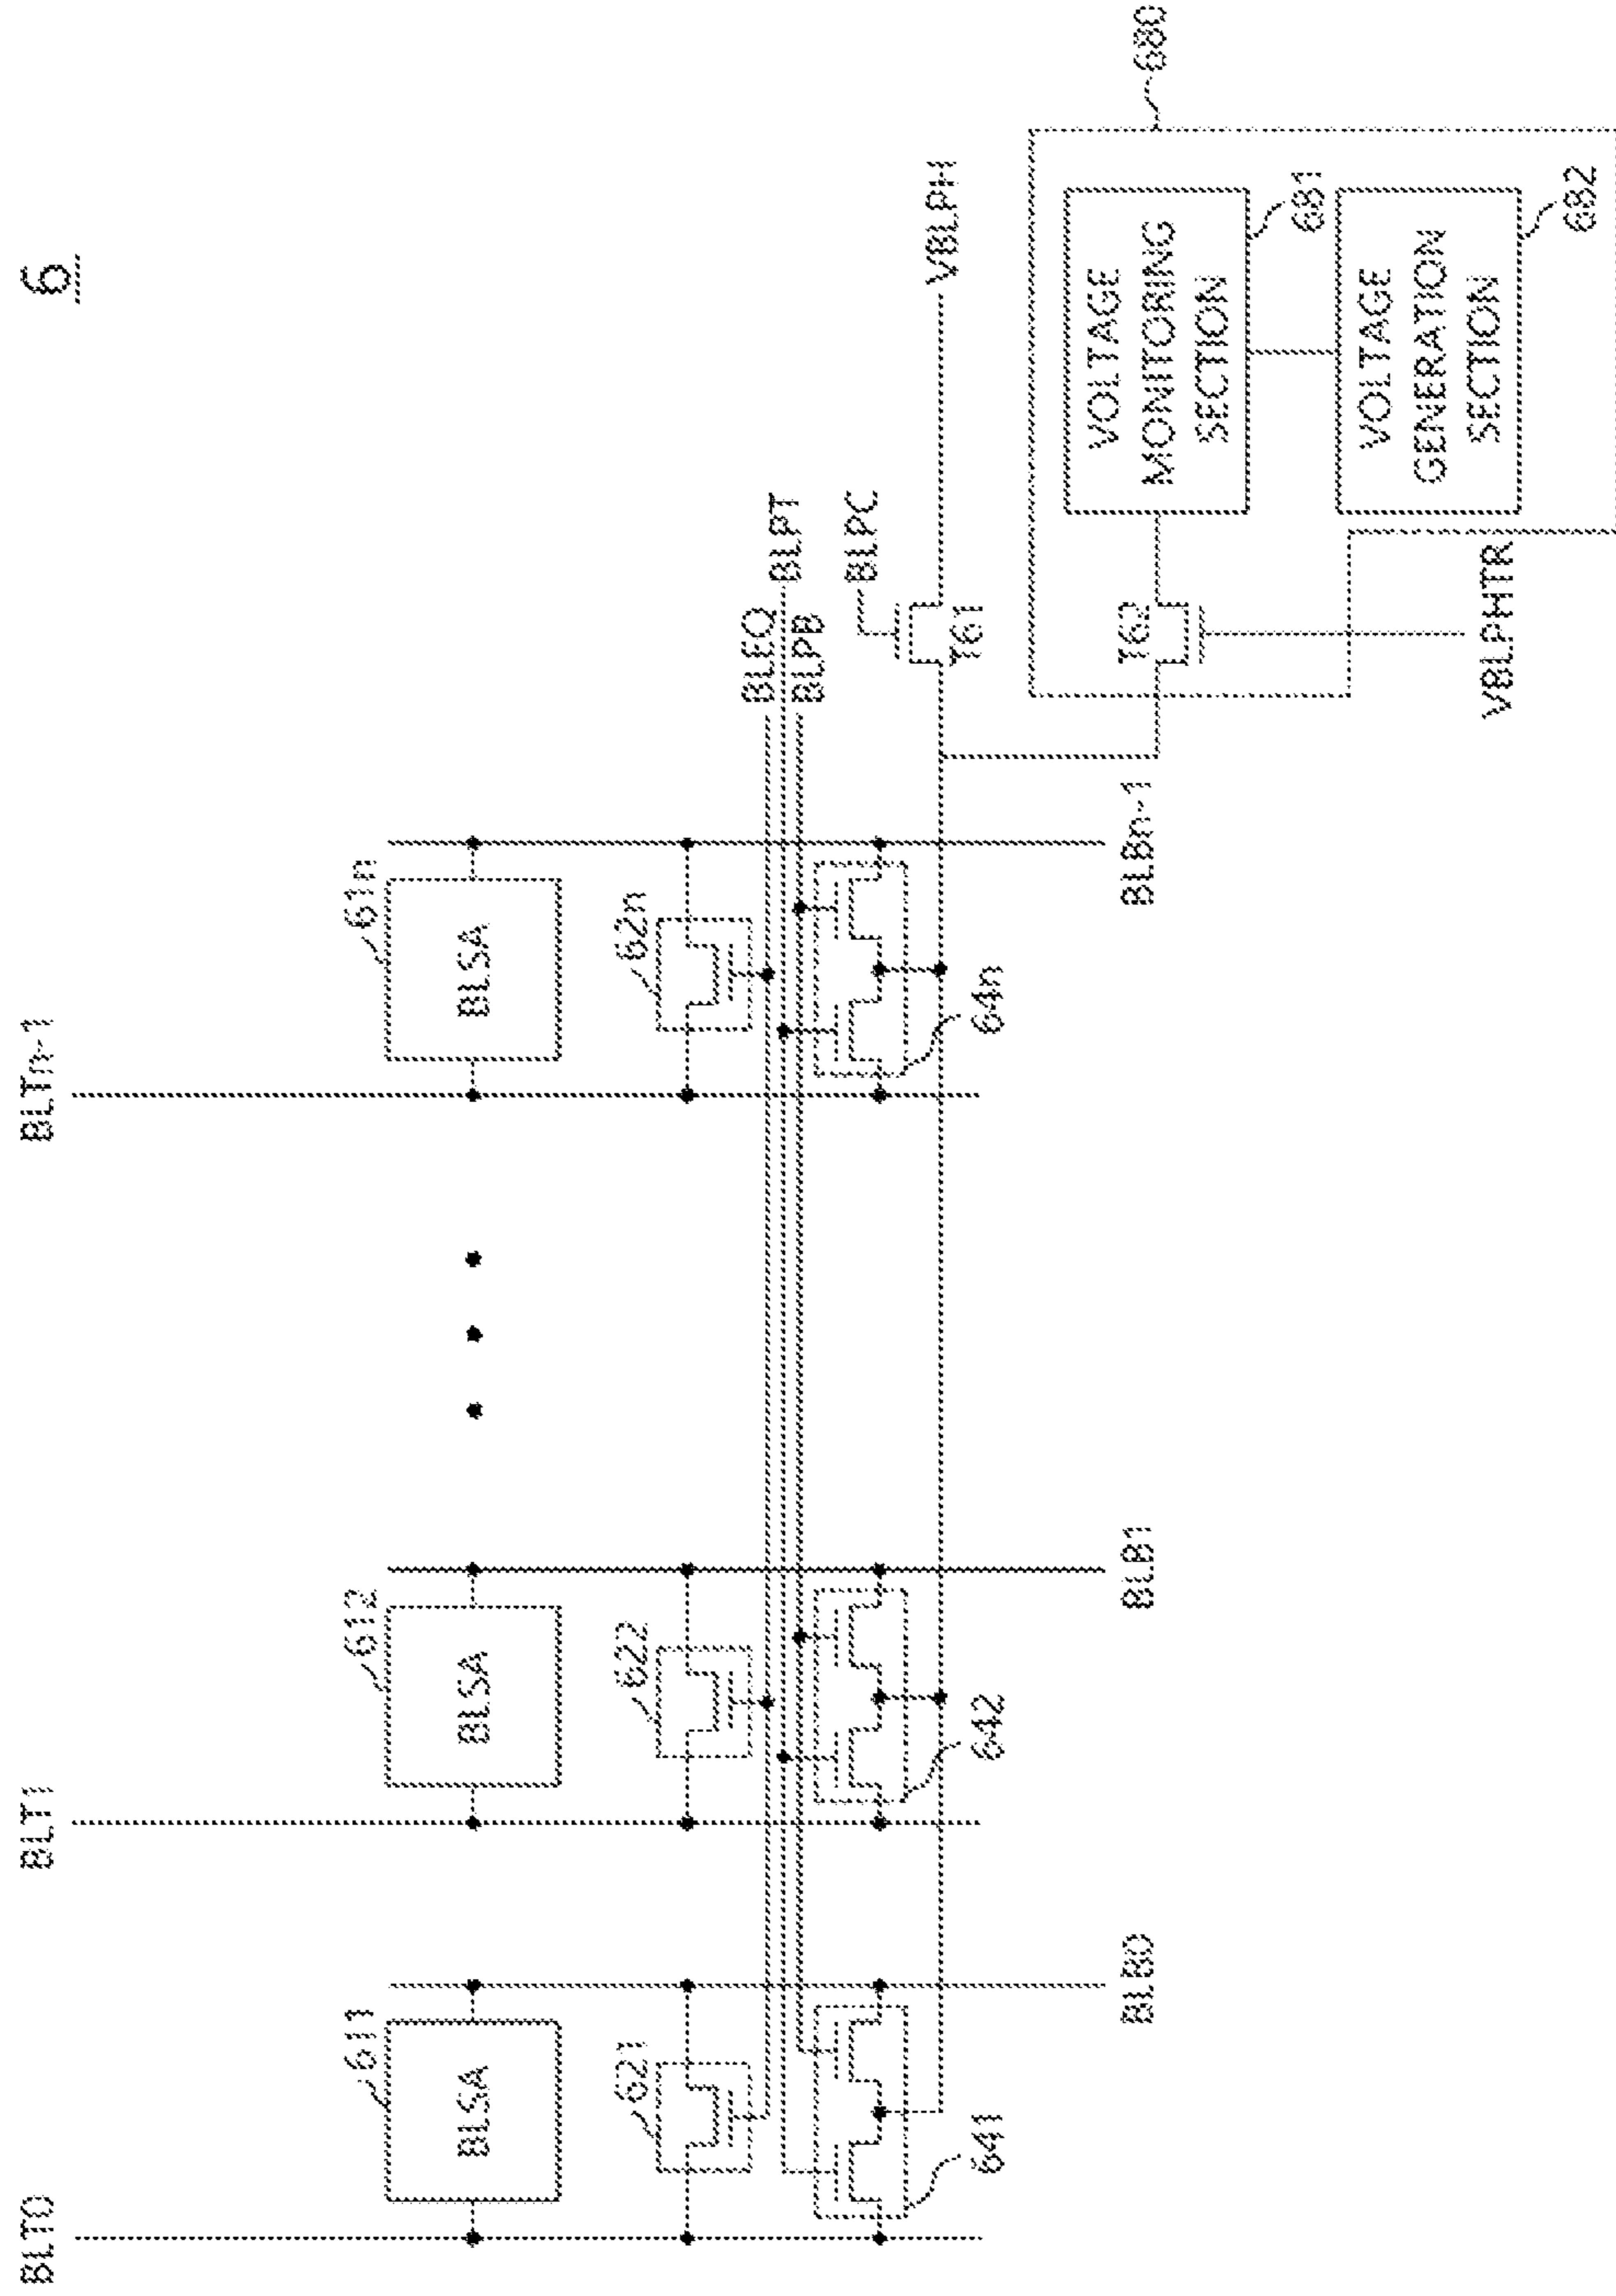 6
BLT0
BLT1
BLTn-1
611
BLSA
612
BLSA
61n
BLSA
621
622
62n
BLEQ
BLPT
BLPB
BLPC
641
642
64n
T61
VBLPH
BLB0
BLB1
BLBn-1
T62
VBLPHTR
680
VOLTAGE
MONITORING
SECTION
681
VOLTAGE
GENERATION
SECTION
682